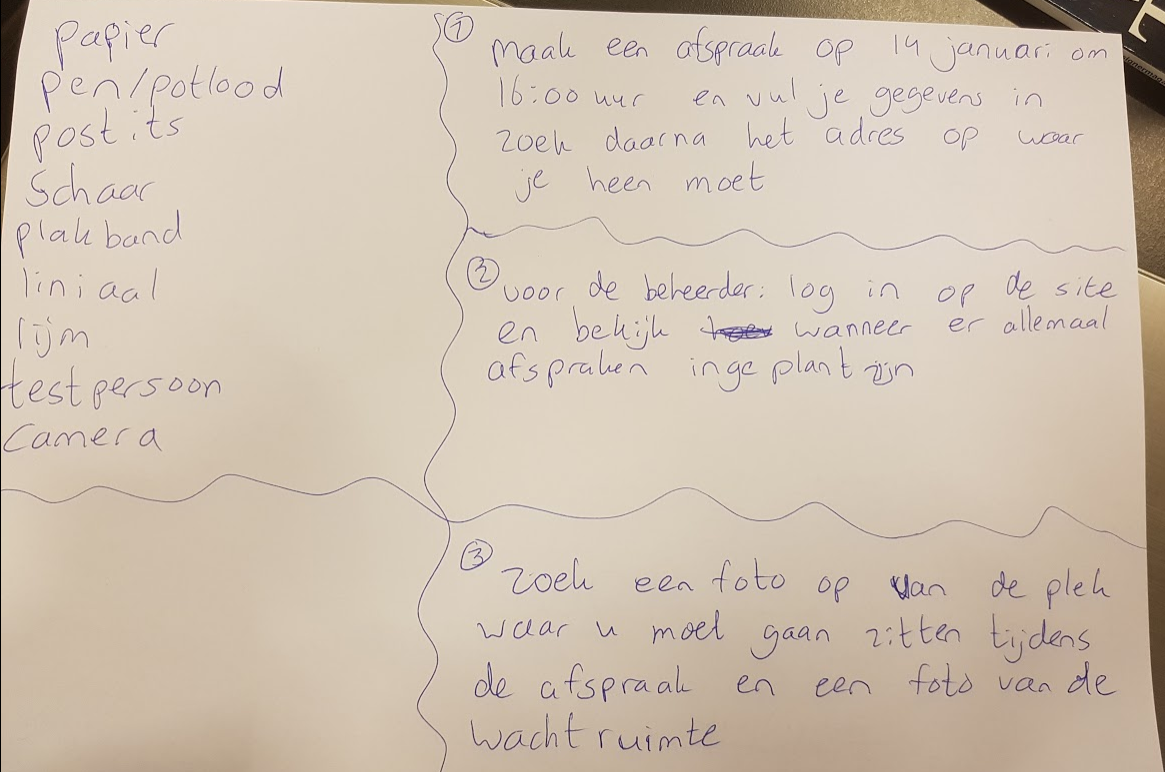 papier
pen/potlood
post its
Schaar
plakband
liniaal
lijm
testpersoon
Camera
① maak een afspraak op 14 januari om
16:00 uur en vul je gegevens in
zoek daarna het adres op waar
je heen moet
② voor de beheerder: log in op de site
en bekijk wanneer er allemaal
afspraken inge plant zijn
③ zoek een foto op van de plek
waar u moet gaan zitten tijdens
de afspraak en een foto van de
wachtruimte